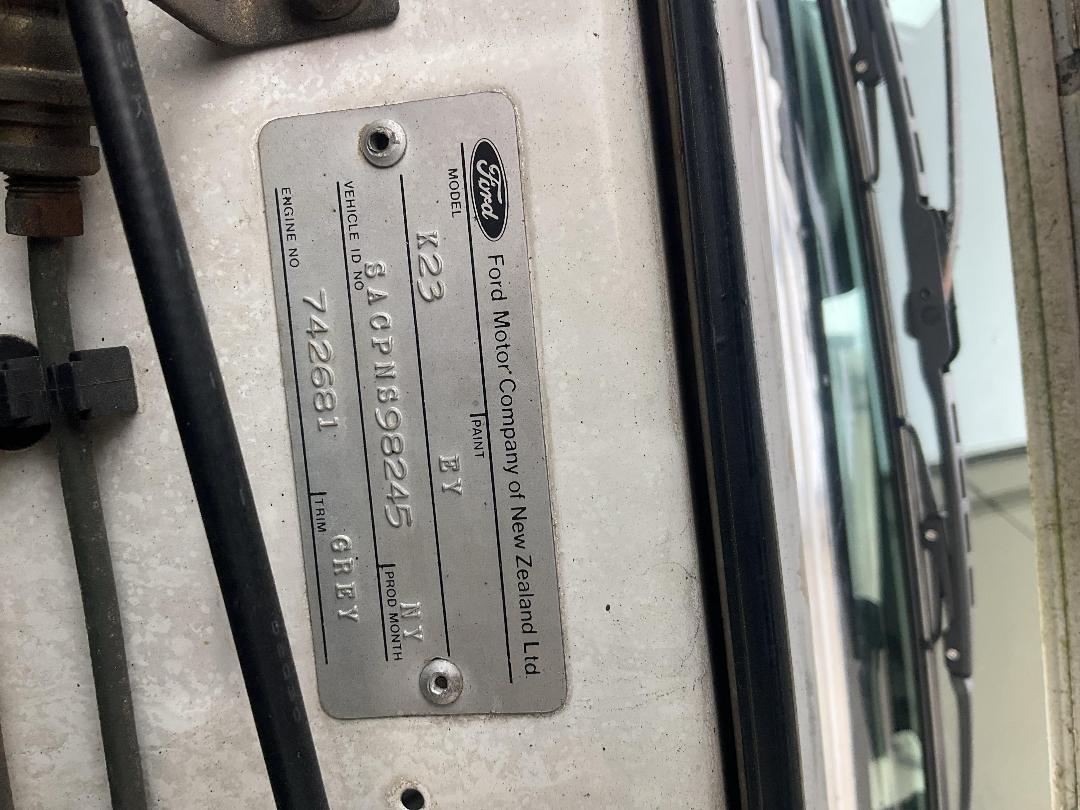 Ford Ford Motor Company of New Zealand Ltd
MODEL PAINT
K23 EY
VEHICLE ID NO PROD MONTH
SACPNS98245 NY
ENGINE NO TRIM
742681 GREY